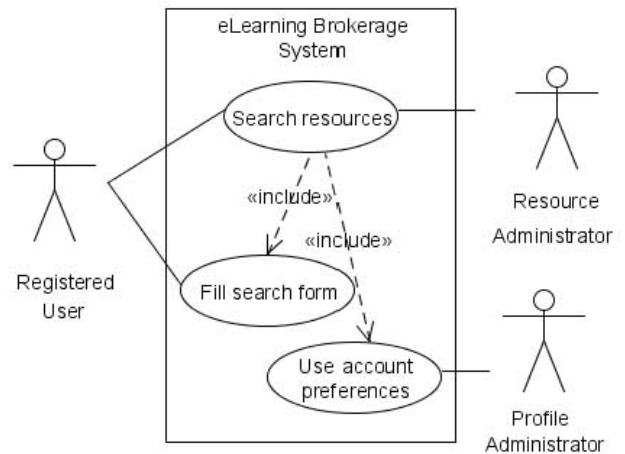 eLearning Brokerage
System
Search resources
«include»
«include»
Fill search form
Use account
preferences
Registered
User
Resource
Administrator
Profile
Administrator